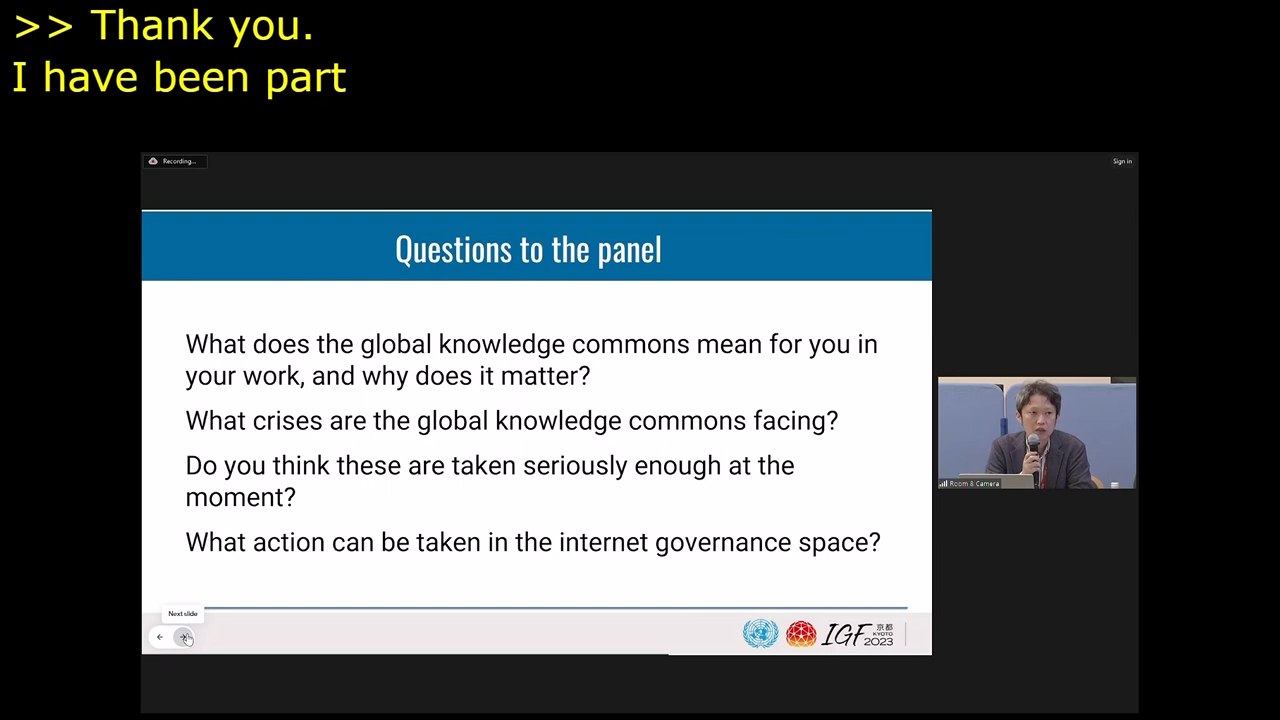 >> Thank you.
I have been part
Recording...
Sign in
Questions to the panel
What does the global knowledge commons mean for you in
your work, and why does it matter?
What crises are the global knowledge commons facing?
Do you think these are taken seriously enough at the
moment?
What action can be taken in the internet governance space?
Room 8 Camera
Next slide
IGF 京都
KYOTO
2023